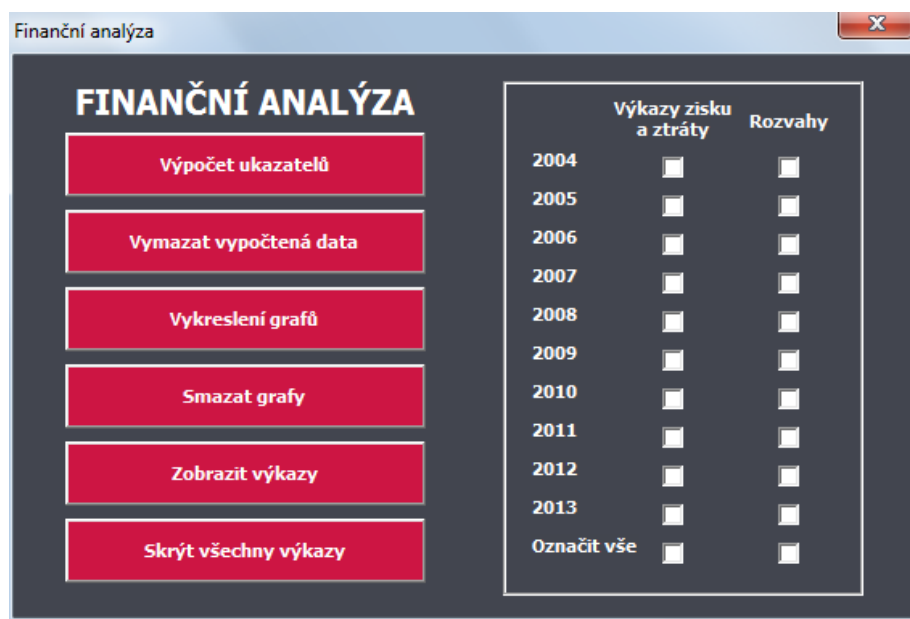 Finanční analýza
FINANČNÍ ANALÝZA
Výpočet ukazatelů
Vymazat vypočtená data
Vykreslení grafů
Smazat grafy
Zobrazit výkazy
Skrýt všechny výkazy
Výkazy zisku
a ztráty
Rozvahy
2004
2005
2006
2007
2008
2009
2010
2011
2012
2013
Označit vše